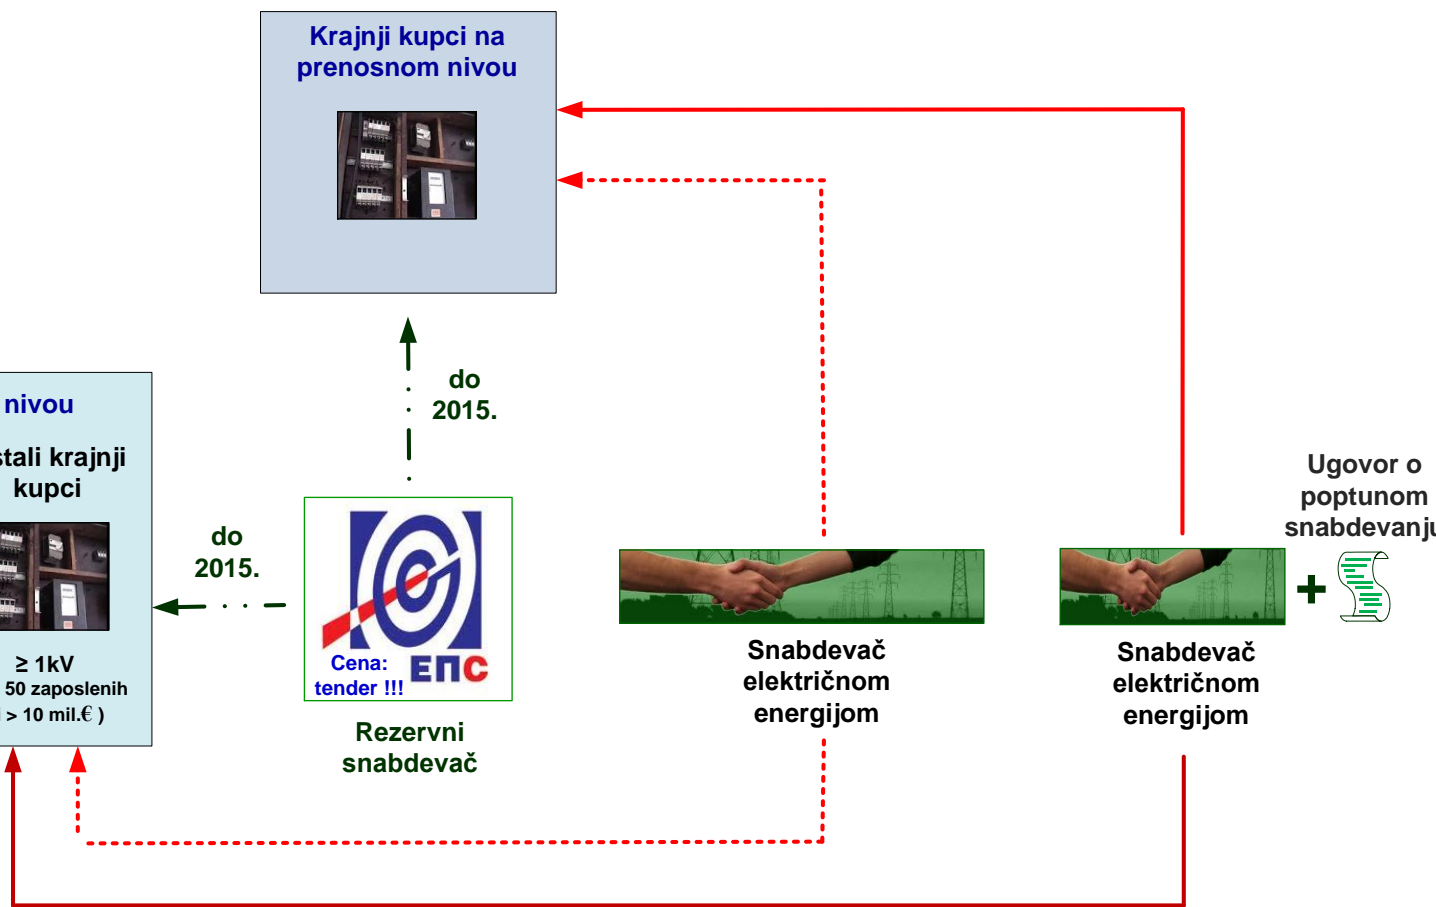 Krajnji kupci na
prenosnom nivou
do
2015.
nivou
stali krajnji
kupci
≥ 1kV
50 zaposlenih
i > 10 mil.€ )
do
2015.
Cena:
tender !!!
ЕПС
Rezervni
snabdevač
Snabdevač
električnom
energijom
Snabdevač
električnom
energijom
Ugovor o
poptunom
snabdevanju
+